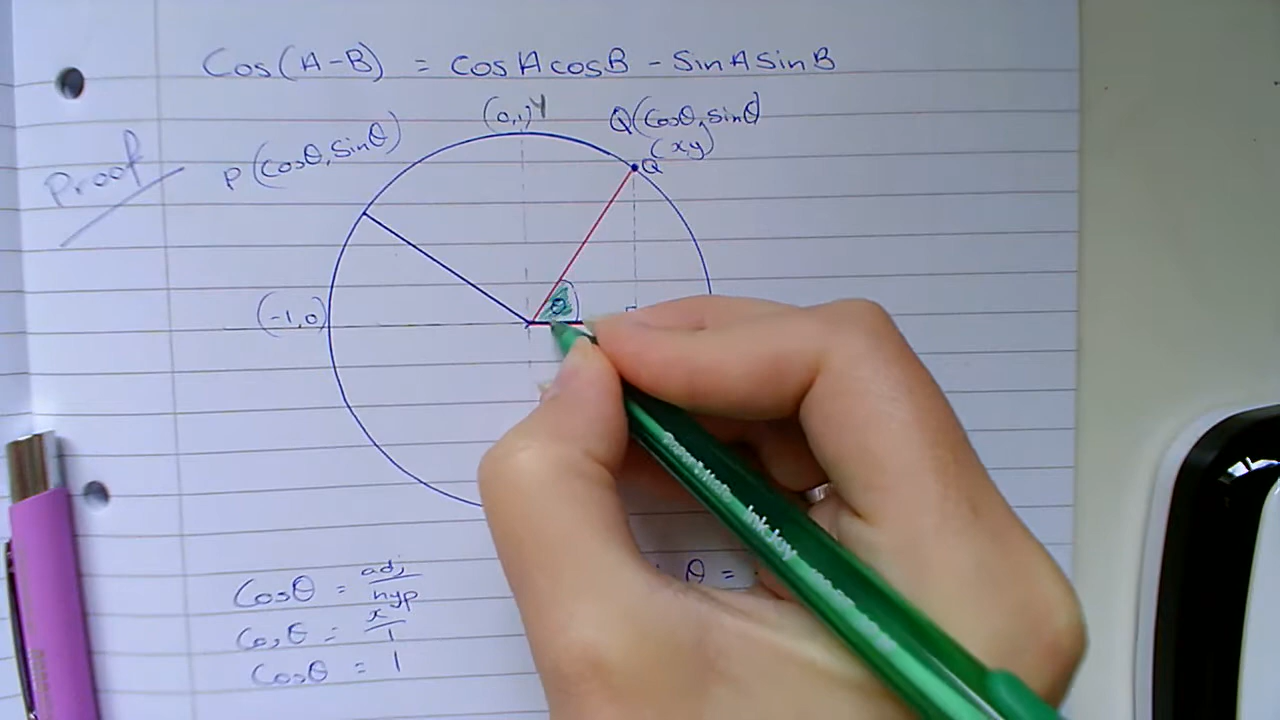 Cos(A-B) = cosAcosB - SinASinB
Proof
P(cosθ,sinθ)
(0,1)Y
Q(cosθ,sinθ)
(x,y)
Q
θ
(-1,0)
Cosθ = adj/hyp
Cosθ = x/1
Cosθ = 1
θ =
InkJoy